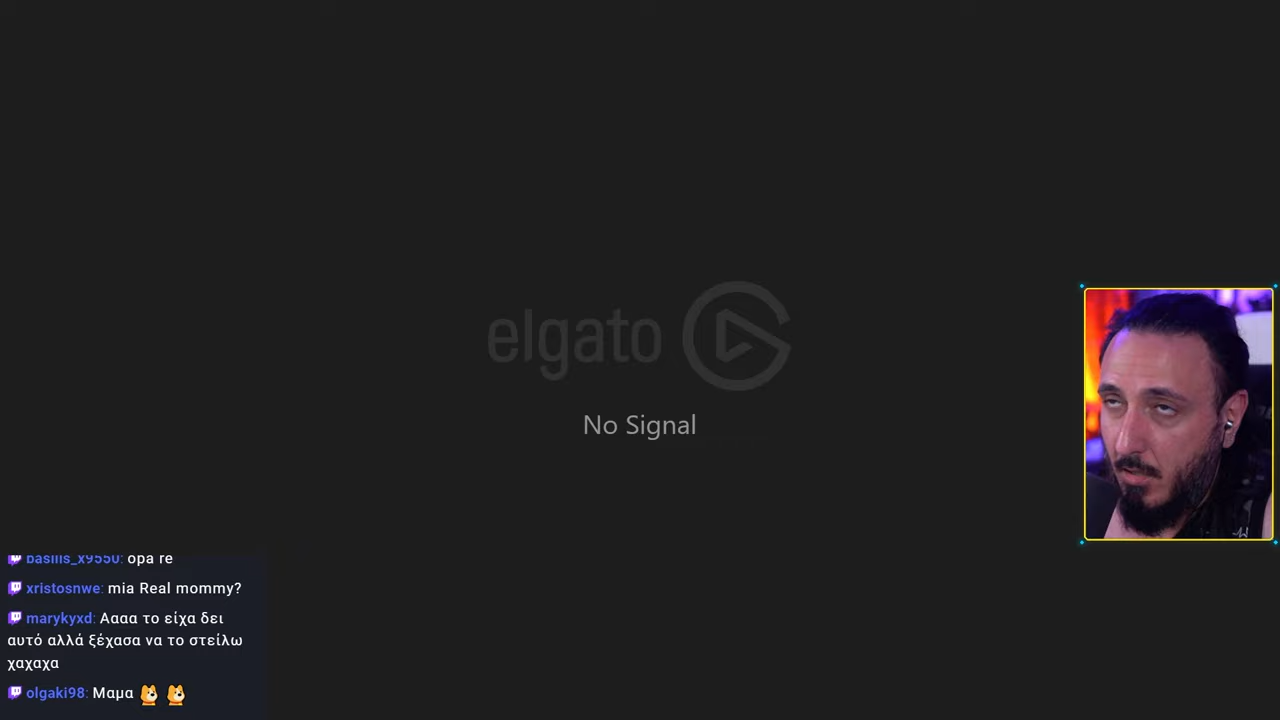 elgato
No Signal
basilis_x9550: opa re
xristosnwe: mia Real mommy?
marykyxd: Αααα το είχα δει
αυτό αλλά ξέχασα να το στείλω
χαχαχα
olgaki98: Μαμα